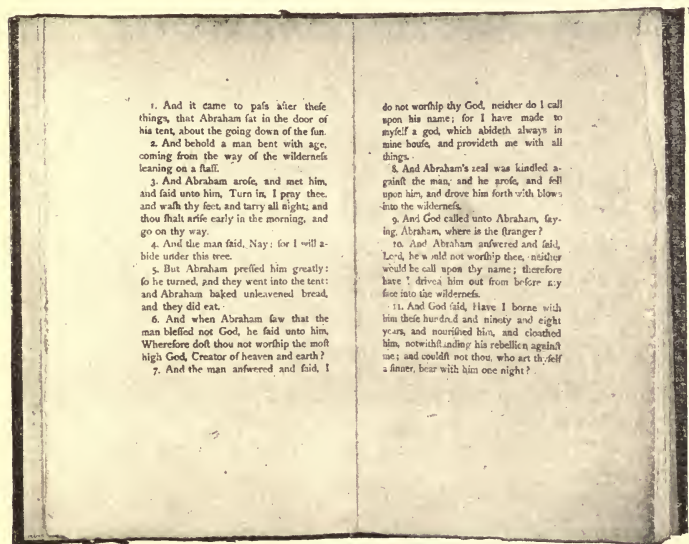 1. And it came to paſs after theſe
things, that Abraham ſat in the door of
his tent, about the going down of the ſun.
2. And behold a man bent with age,
coming from the way of the wilderneſs
leaning on a ſtaff.
3. And Abraham aroſe, and met him,
and ſaid unto him, Turn in, I pray thee,
and waſh thy feet, and tarry all night; and
thou ſhalt ariſe early in the morning, and
go on thy way.
4. And the man ſaid, Nay; for I will a-
bide under this tree.
5. But Abraham preſſed him greatly:
ſo he turned, and they went into the tent:
and Abraham baked unleavened bread,
and they did eat.
6. And when Abraham ſaw that the
man bleſſed not God, he ſaid unto him,
Wherefore doſt thou not worſhip the moſt
high God, Creator of heaven and earth?
7. And the man anſwered and ſaid, I
do not worſhip thy God, neither do I call
upon his name; for I have made to
myſelf a god, which abideth always in
mine houſe, and provideth me with all
things.
8. And Abraham's zeal was kindled a-
gainſt the man, and he aroſe, and fell
upon him, and drove him forth with blows
into the wilderneſs.
9. And God called unto Abraham, ſay-
ing, Abraham, where is the ſtranger?
10. And Abraham anſwered and ſaid,
Lord, he would not worſhip thee, neither
would he call upon thy name; therefore
have I drived him out from before my
face into the wilderneſs.
11. And God ſaid, Have I borne with
him theſe hundred and ninety and eight
years, and nouriſhed him, and cloathed
him, notwithſtanding his rebellion againſt
me; and couldſt not thou, who art thyſelf
a ſinner, bear with him one night?